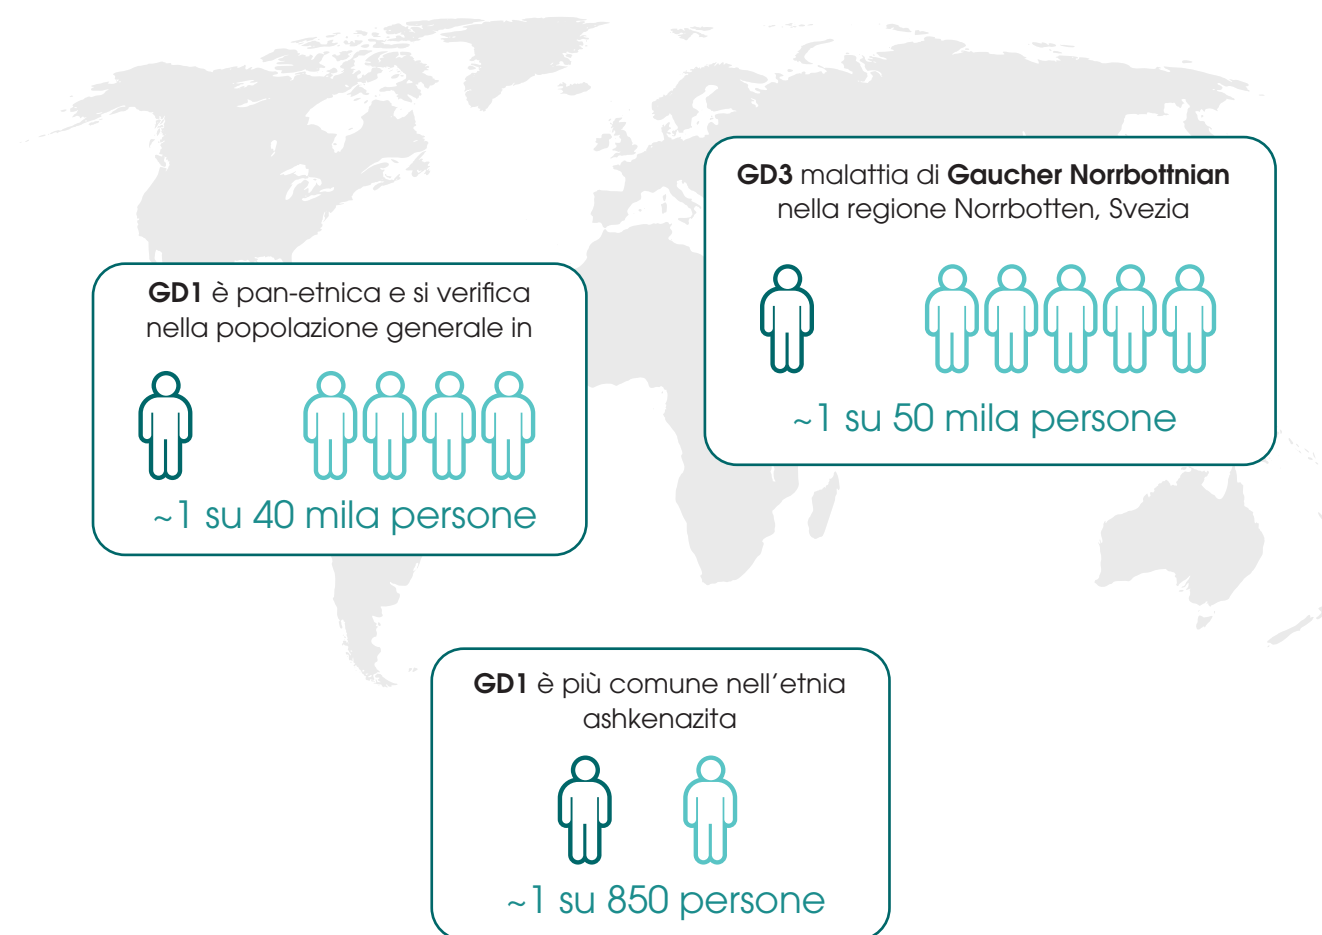 GD3 malattia di Gaucher Norrbottnian
nella regione Norrbotten, Svezia
~1 su 50 mila persone
GD1 è pan-etnica e si verifica
nella popolazione generale in
~1 su 40 mila persone
GD1 è più comune nell'etnia
ashkenazita
~1 su 850 persone